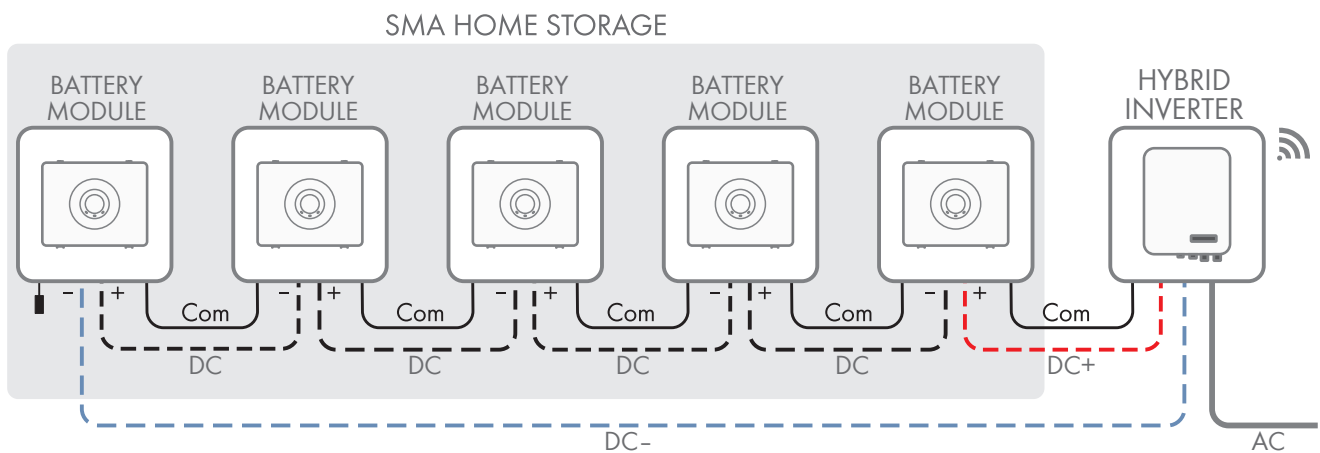 SMA HOME STORAGE
BATTERY
MODULE
BATTERY
MODULE
BATTERY
MODULE
BATTERY
MODULE
BATTERY
MODULE
HYBRID
INVERTER
– +
– +
– +
– +
– +
Com
Com
Com
Com
Com
DC
DC
DC
DC
DC+
DC–
AC